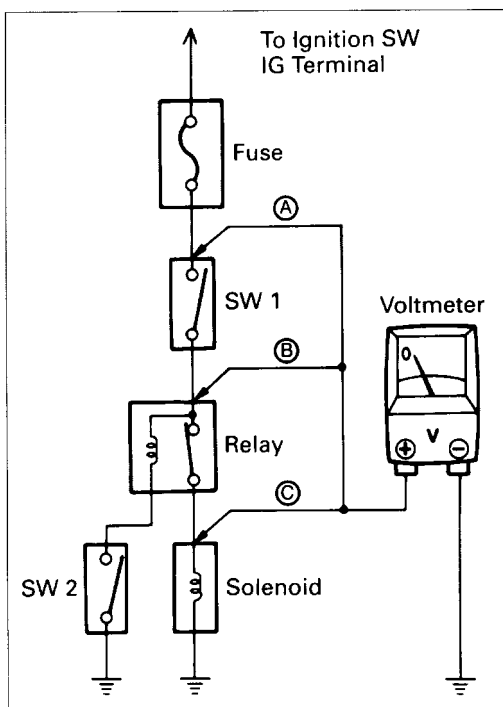 To Ignition SW
IG Terminal
Fuse
A
SW 1
Voltmeter
B
0
V
+ −
Relay
C
SW 2
Solenoid